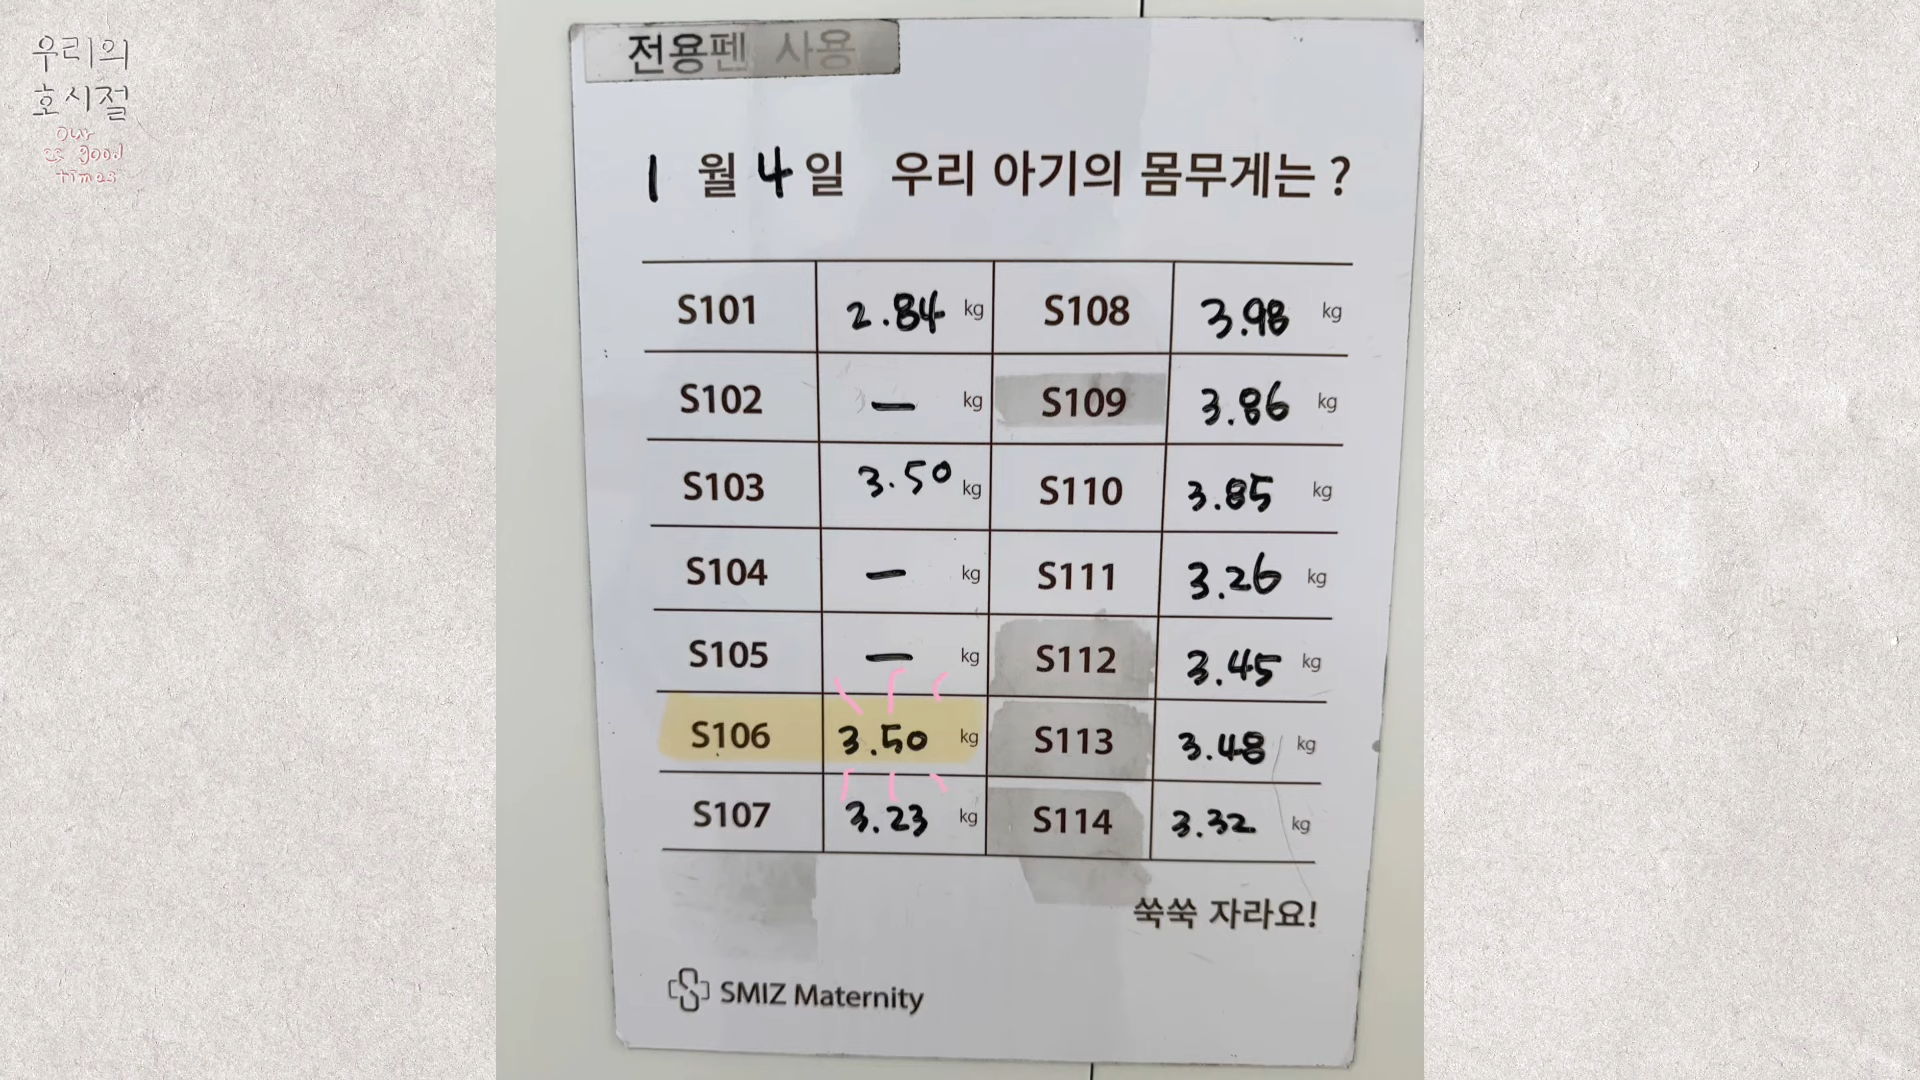 우리의
호시절
our
good
times
전용펜 사용
1월 4일 우리 아기의 몸무게는?
S101 2.84 kg S108 3.98 kg
S102 — kg S109 3.86 kg
S103 3.50 kg S110 3.85 kg
S104 — kg S111 3.26 kg
S105 — kg S112 3.45 kg
S106 3.50 kg S113 3.48 kg
S107 3.23 kg S114 3.32 kg
쑥쑥 자라요!
SMIZ Maternity